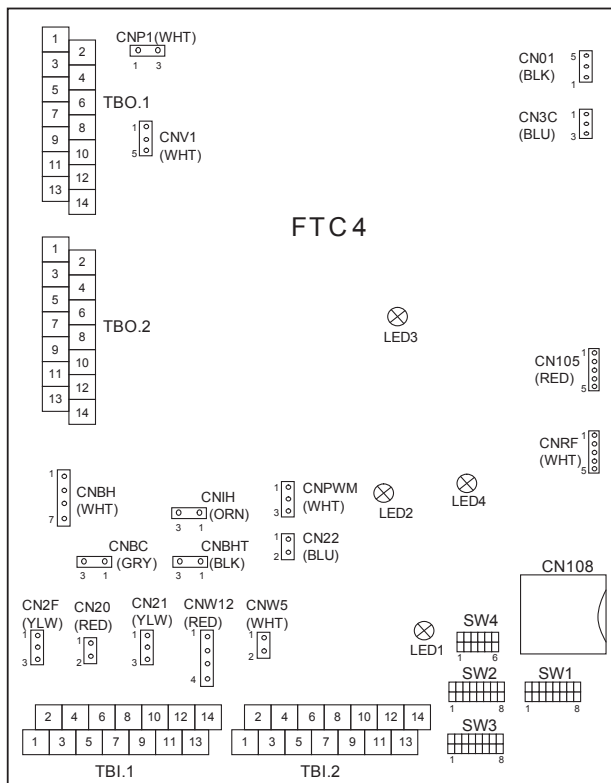 CNP1(WHT)
1 3
1
2
3
4
5
6
TBO.1
7
8
9
10
11
12
13
14
CNV1
(WHT)
1
5
CN01
(BLK)
5
1
CN3C
(BLU)
1
3
FTC4
1
2
3
4
5
6
TBO.2
7
8
9
10
11
12
13
14
LED3
CN105
(RED)
1
5
CNRF
(WHT)
1
5
CNBH
(WHT)
1
7
CNIH
(ORN)
3 1
CNPWM
(WHT)
1
3
LED2
LED4
CNBC
(GRY)
3 1
CNBHT
(BLK)
3 1
CN22
(BLU)
1
2
CN108
CN2F
(YLW)
1
3
CN20
(RED)
1
2
CN21
(YLW)
1
3
CNW12
(RED)
1
4
CNW5
(WHT)
1
2
LED1
SW4
1 6
SW2
1 8
SW1
1 8
SW3
1 8
2 4 6 8 10 12 14
1 3 5 7 9 11 13
TBI.1
2 4 6 8 10 12 14
1 3 5 7 9 11 13
TBI.2